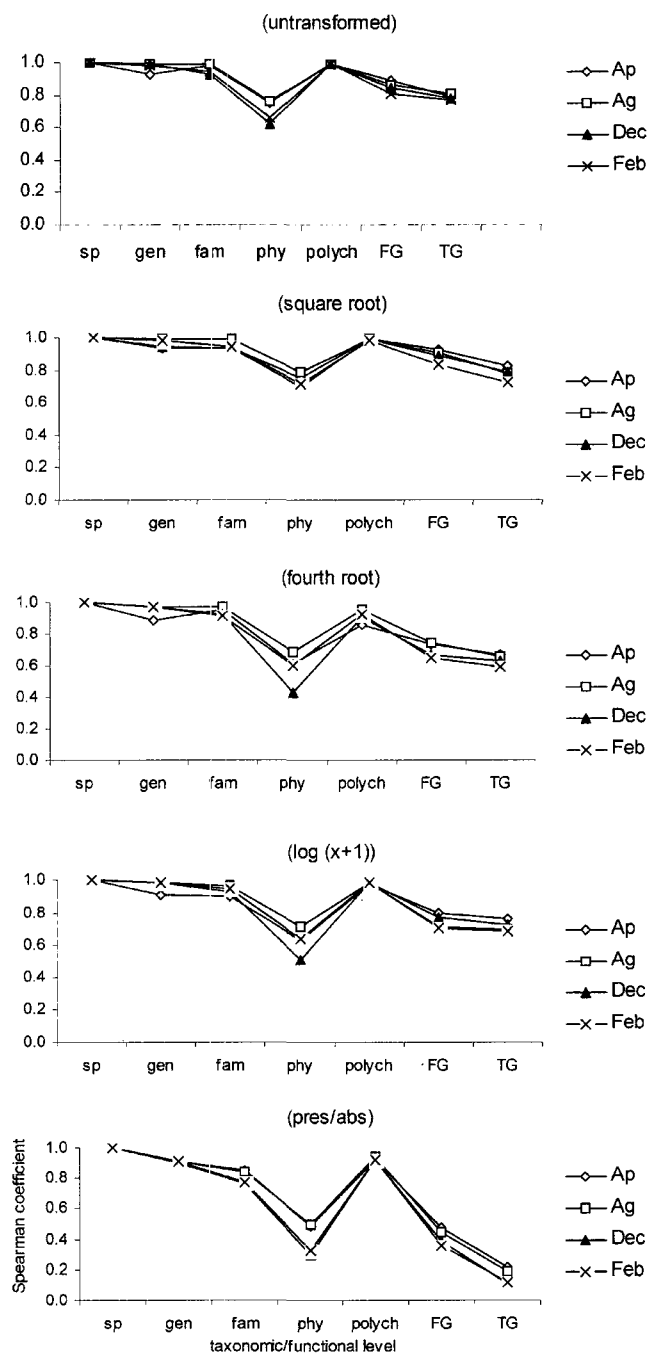 (untransformed)
1.0
0.8
0.6
0.4
0.2
0.0
sp gen fam phy polych FG TG
Ap
Ag
Dec
Feb
(square root)
1.0
0.8
0.6
0.4
0.2
0.0
sp gen fam phy polych FG TG
Ap
Ag
Dec
Feb
(fourth root)
1.0
0.8
0.6
0.4
0.2
0.0
sp gen fam phy polych FG TG
Ap
Ag
Dec
Feb
(log (x+1))
1.0
0.8
0.6
0.4
0.2
0.0
sp gen fam phy polych FG TG
Ap
Ag
Dec
Feb
(pres/abs)
Spearman coefficient
1.0
0.8
0.6
0.4
0.2
0.0
sp gen fam phy polych FG TG
taxonomic/functional level
Ap
Ag
Dec
Feb